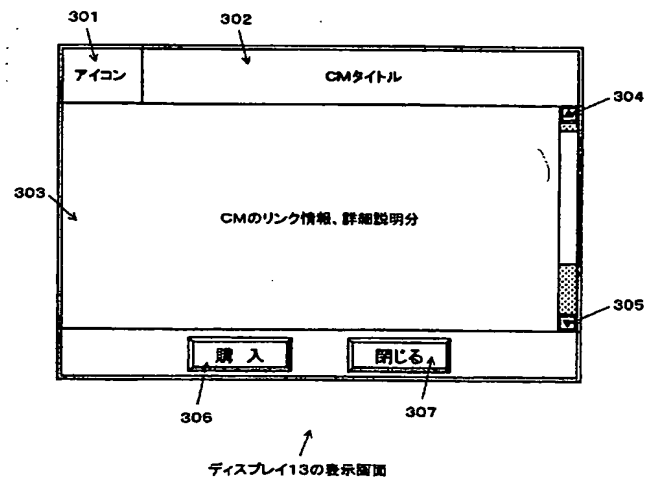 301
302
アイコン
CMタイトル
304
303
CMのリンク情報、詳細説明分
305
購 入
閉じる
306
307
ディスプレイ13の表示画面